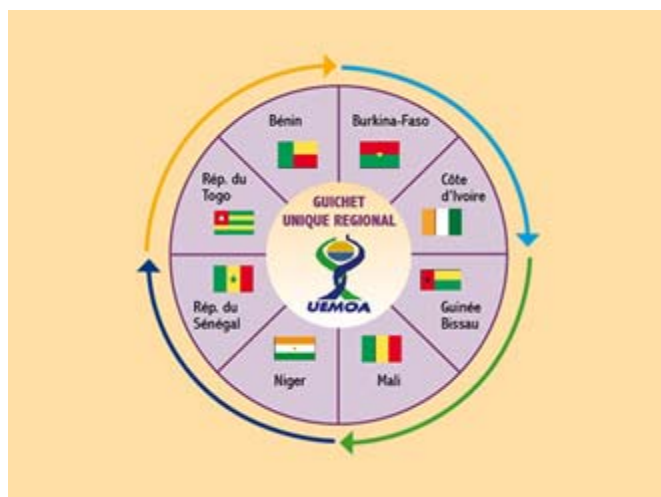 Bénin
Burkina-Faso
Rép. du
Togo
Côte
d'Ivoire
GUICHET
UNIQUE REGIONAL
UEMOA
Rép. du
Sénégal
Guinée
Bissau
Niger
Mali